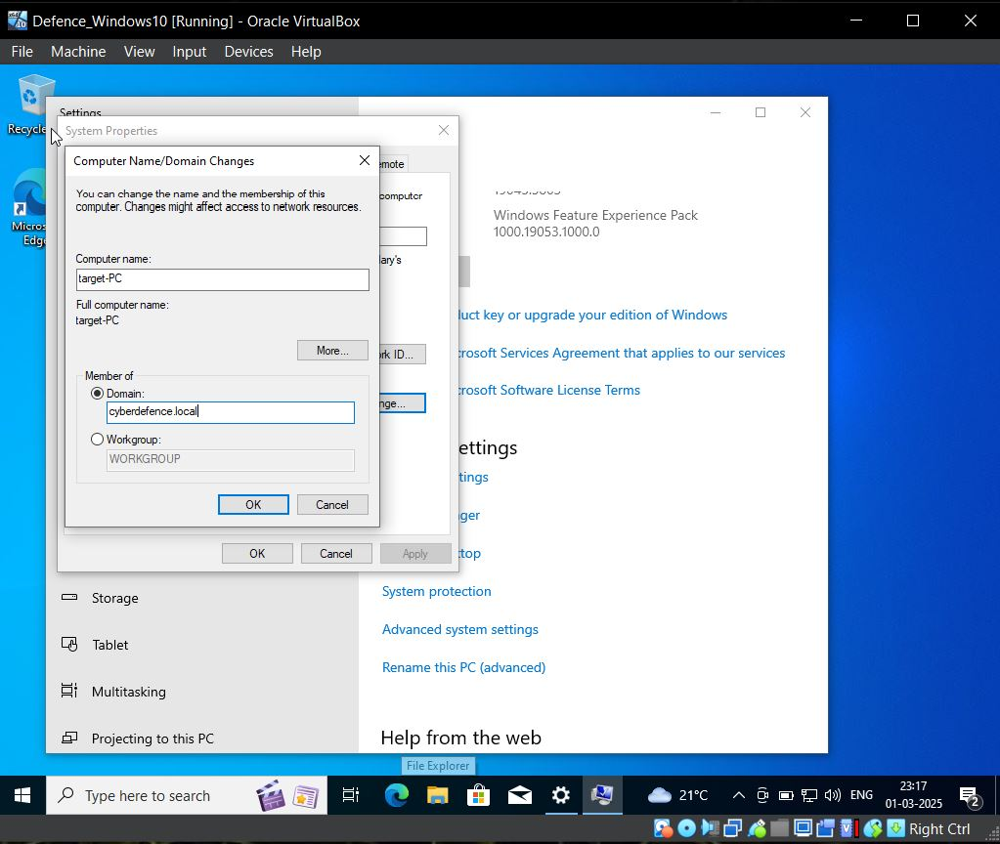 Defence_Windows10 [Running] - Oracle VirtualBox
File Machine View Input Devices Help
Recycle
Micros
Edge
Settings
System Properties
emote
computer
ary's
rk ID...
nge...
OK Cancel Apply
Computer Name/Domain Changes
You can change the name and the membership of this
computer. Changes might affect access to network resources.
Computer name:
target-PC
Full computer name:
target-PC
More...
Member of
Domain:
cyberdefence.local
Workgroup:
WORKGROUP
OK Cancel
Storage
Tablet
Multitasking
Projecting to this PC
Windows Feature Experience Pack
1000.19053.1000.0
uct key or upgrade your edition of Windows
crosoft Services Agreement that applies to our services
crosoft Software License Terms
ettings
tings
ger
top
System protection
Advanced system settings
Rename this PC (advanced)
Help from the web
File Explorer
Type here to search
21°C
ENG
23:17
01-03-2025
2
Right Ctrl